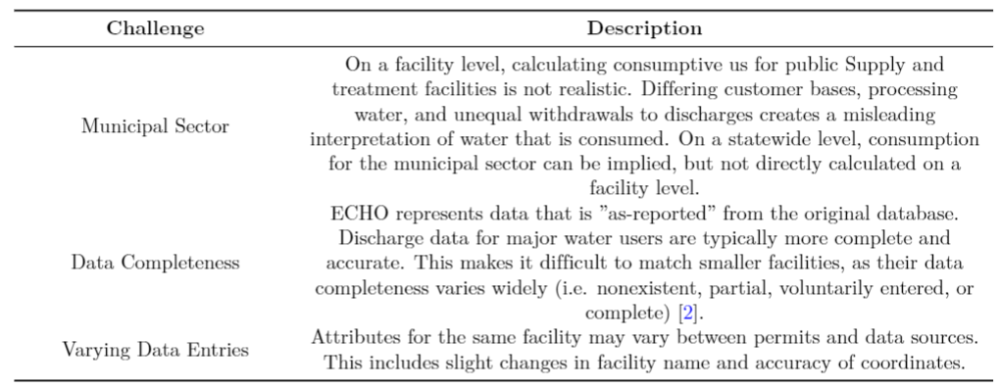 Challenge Description
On a facility level, calculating consumptive us for public Supply and
treatment facilities is not realistic. Differing customer bases, processing
Municipal Sector water, and unequal withdrawals to discharges creates a misleading
interpretation of water that is consumed. On a statewide level, consumption
for the municipal sector can be implied, but not directly calculated on a
facility level.
ECHO represents data that is "as-reported" from the original database.
Discharge data for major water users are typically more complete and
Data Completeness accurate. This makes it difficult to match smaller facilities, as their data
completeness varies widely (i.e. nonexistent, partial, voluntarily entered, or
complete) [2].
Varying Data Entries Attributes for the same facility may vary between permits and data sources.
This includes slight changes in facility name and accuracy of coordinates.